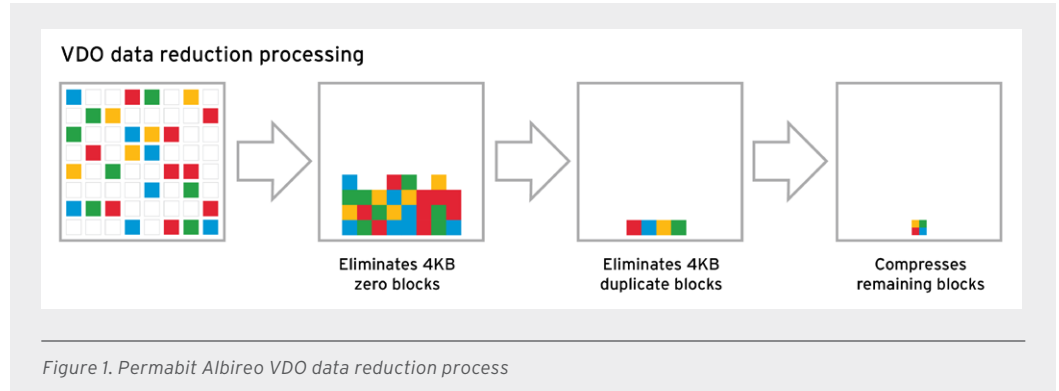 VDO data reduction processing
Eliminates 4KB
zero blocks
Eliminates 4KB
duplicate blocks
Compresses
remaining blocks
Figure 1. Permabit Albireo VDO data reduction process